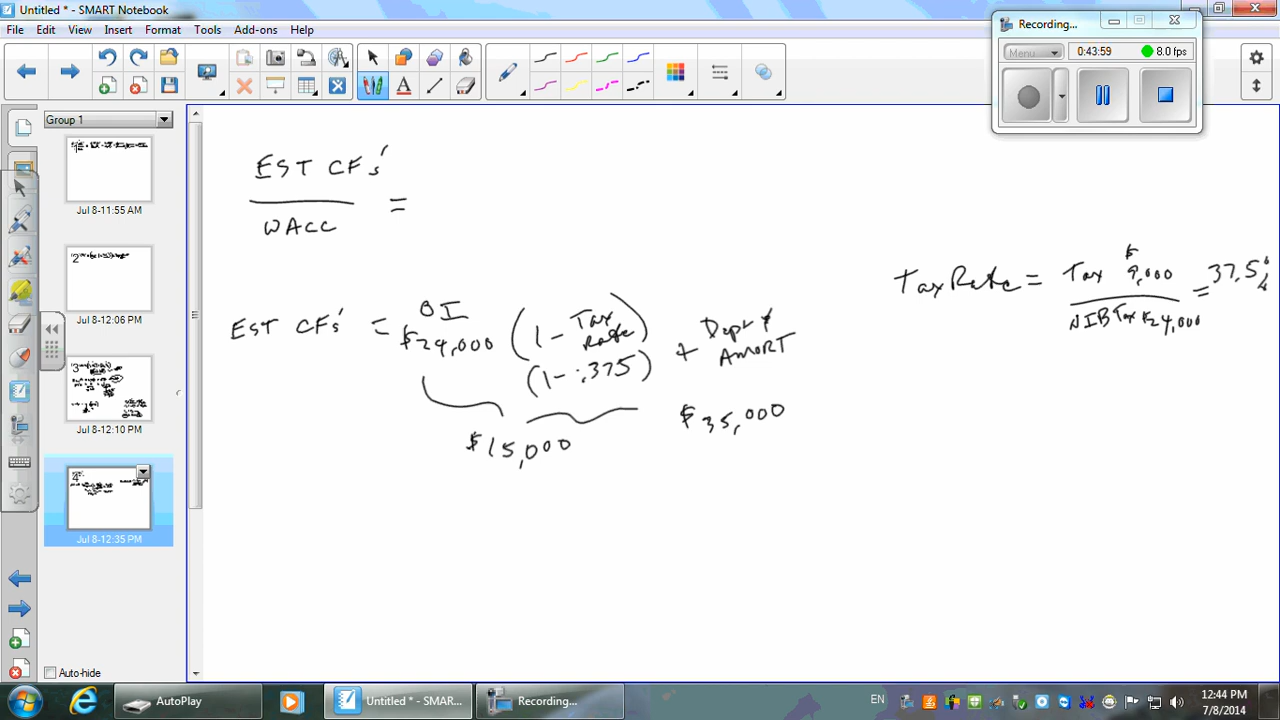 Untitled * - SMART Notebook
File Edit View Insert Format Tools Add-ons Help
Recording...
Menu
0:43:59
8.0 fps
Group 1
Jul 8-11:55 AM
Jul 8-12:06 PM
Jul 8-12:10 PM
Jul 8-12:35 PM
Auto-hide
EST CFs'
WACC =
Tax Rate = Tax $9,000 = 37.5%
NIBTax $24,000
OI
EST CFs' = $24,000 (1 - Tax Rate) + Depr & AMORT
(1 - .375)
$15,000 $35,000
AutoPlay
Untitled * - SMAR...
Recording...
EN
12:44 PM
7/8/2014